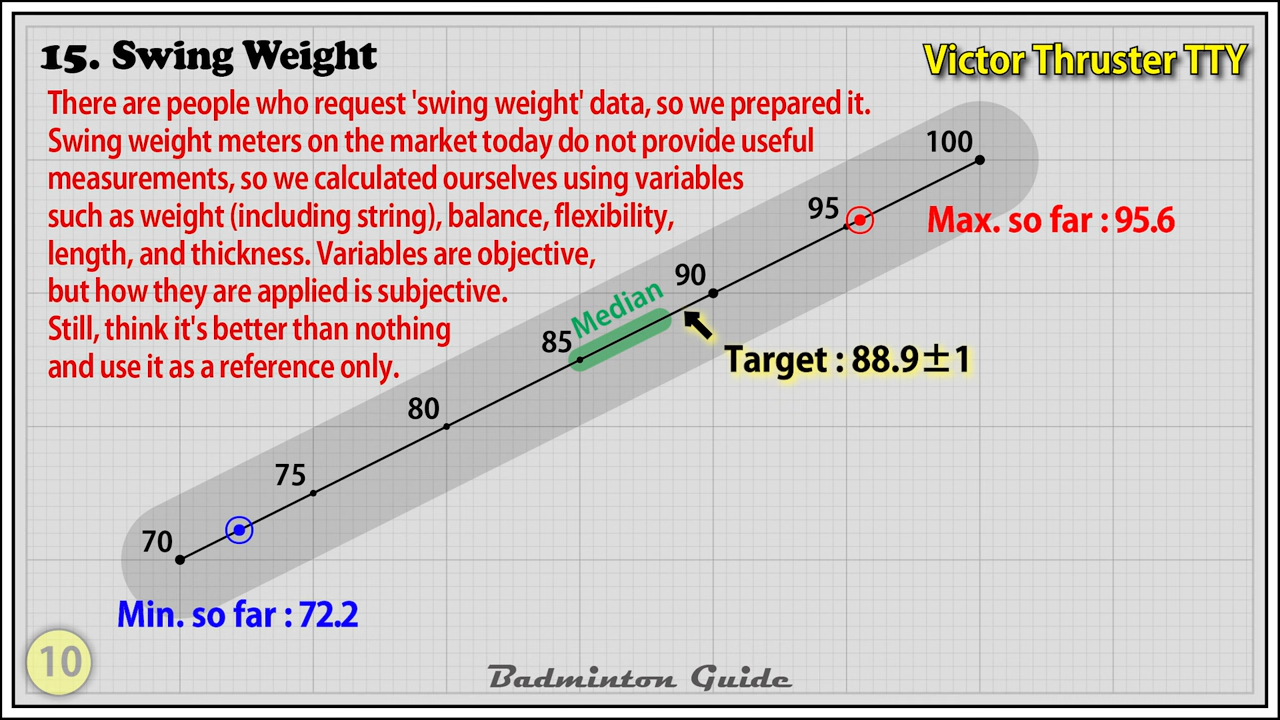 15. Swing Weight
Victor Thruster TTY
There are people who request 'swing weight' data, so we prepared it.
Swing weight meters on the market today do not provide useful
measurements, so we calculated ourselves using variables
such as weight (including string), balance, flexibility,
length, and thickness. Variables are objective,
but how they are applied is subjective.
Still, think it's better than nothing
and use it as a reference only.
100
95
Max. so far : 95.6
90
Median
85
Target : 88.9±1
80
75
70
Min. so far : 72.2
10
Badminton Guide